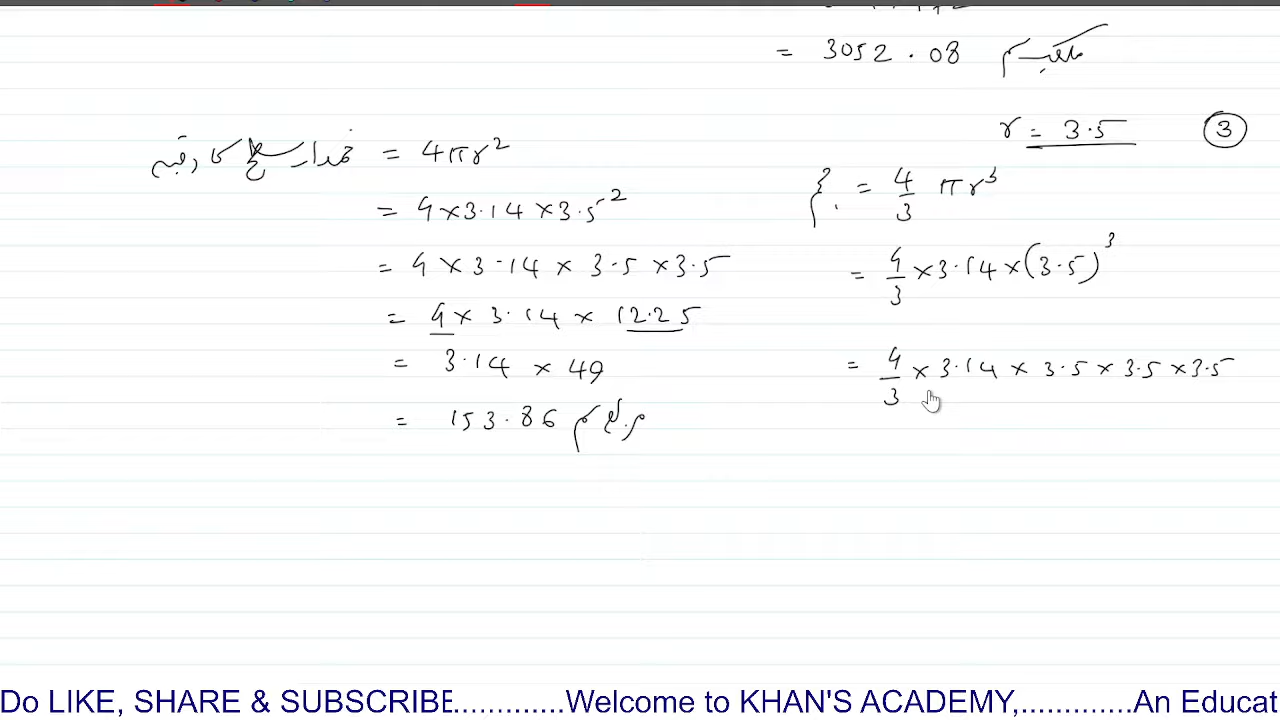 = 3052.08 مکعب سم
r = 3.5 (3)
خمدار سطح کا رقبہ = 4πr²
= 4×3.14×3.5²
= 4×3.14×3.5×3.5
= 4×3.14×12.25
= 3.14×49
= 153.86 مربع سم
= 4/3 πr³
= 4/3×3.14×(3.5)³
= 4/3×3.14×3.5×3.5×3.5
Do LIKE, SHARE & SUBSCRIBE.............Welcome to KHAN'S ACADEMY,.............An Educat